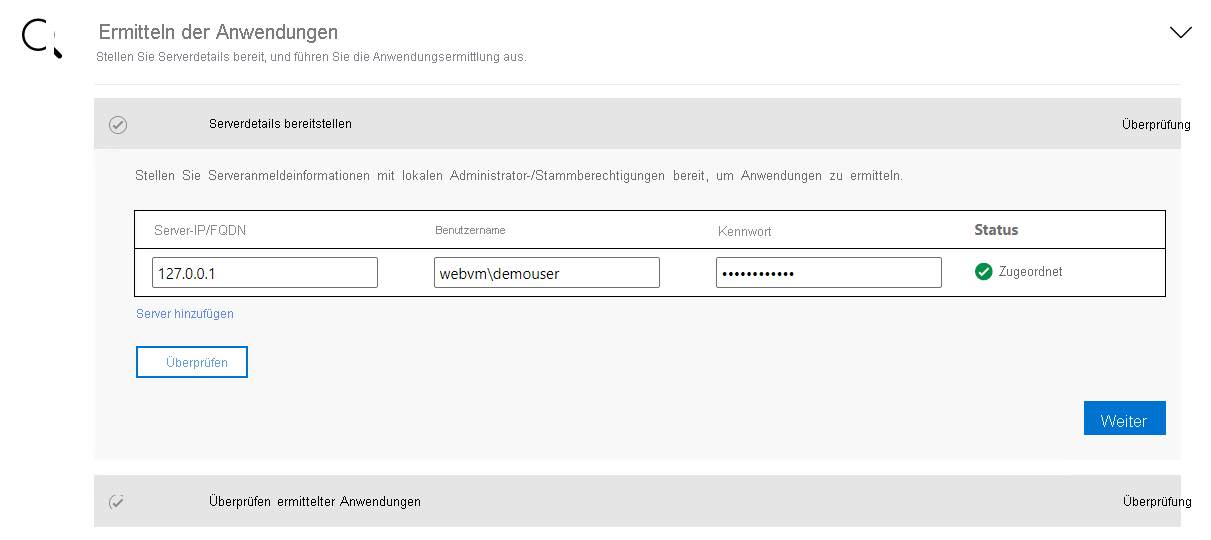 Ermitteln der Anwendungen
Stellen Sie Serverdetails bereit, und führen Sie die Anwendungsermittlung aus.
Serverdetails bereitstellen Überprüfung
Stellen Sie Serveranmeldeinformationen mit lokalen Administrator-/Stammberechtigungen bereit, um Anwendungen zu ermitteln.
Server-IP/FQDN Benutzername Kennwort Status
127.0.0.1 webvm\demouser •••••••••••• Zugeordnet
Server hinzufügen
Überprüfen
Weiter
Überprüfen ermittelter Anwendungen Überprüfung